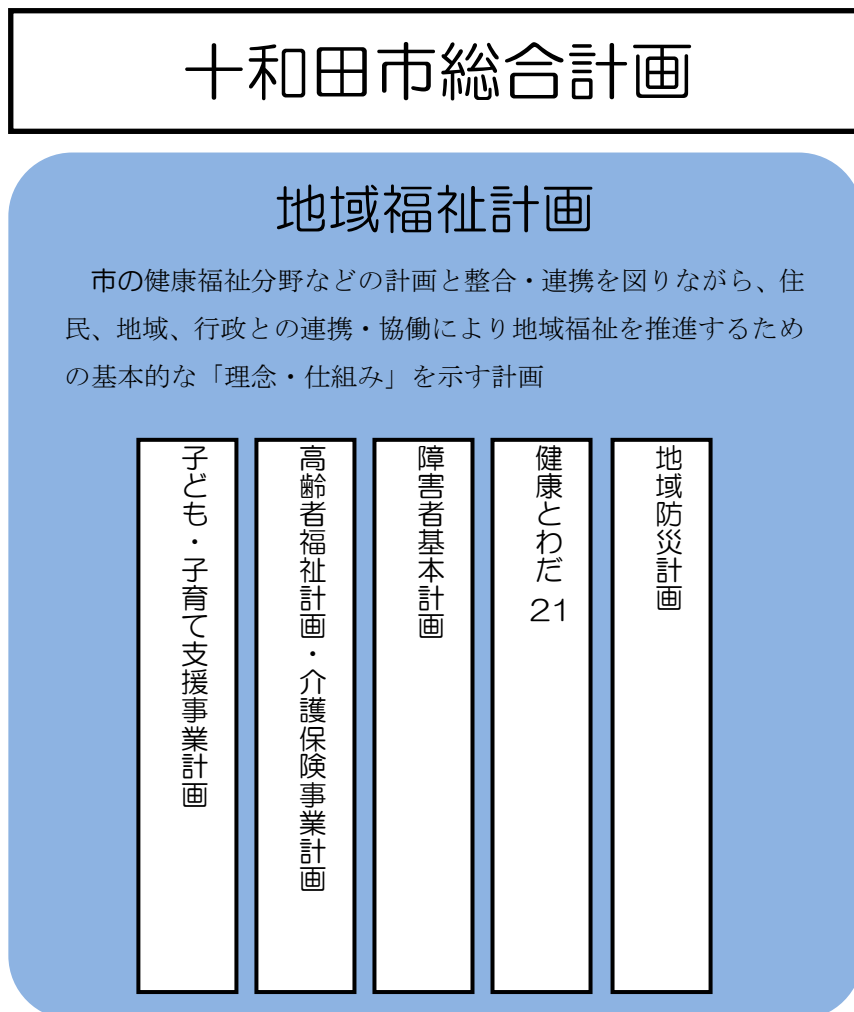 十和田市総合計画
地域福祉計画
市の健康福祉分野などの計画と整合・連携を図りながら、住
民、地域、行政との連携・協働により地域福祉を推進するため
の基本的な「理念・仕組み」を示す計画
子ども・子育て支援事業計画
高齢者福祉計画・介護保険事業計画
障害者基本計画
健康とわだ21
地域防災計画